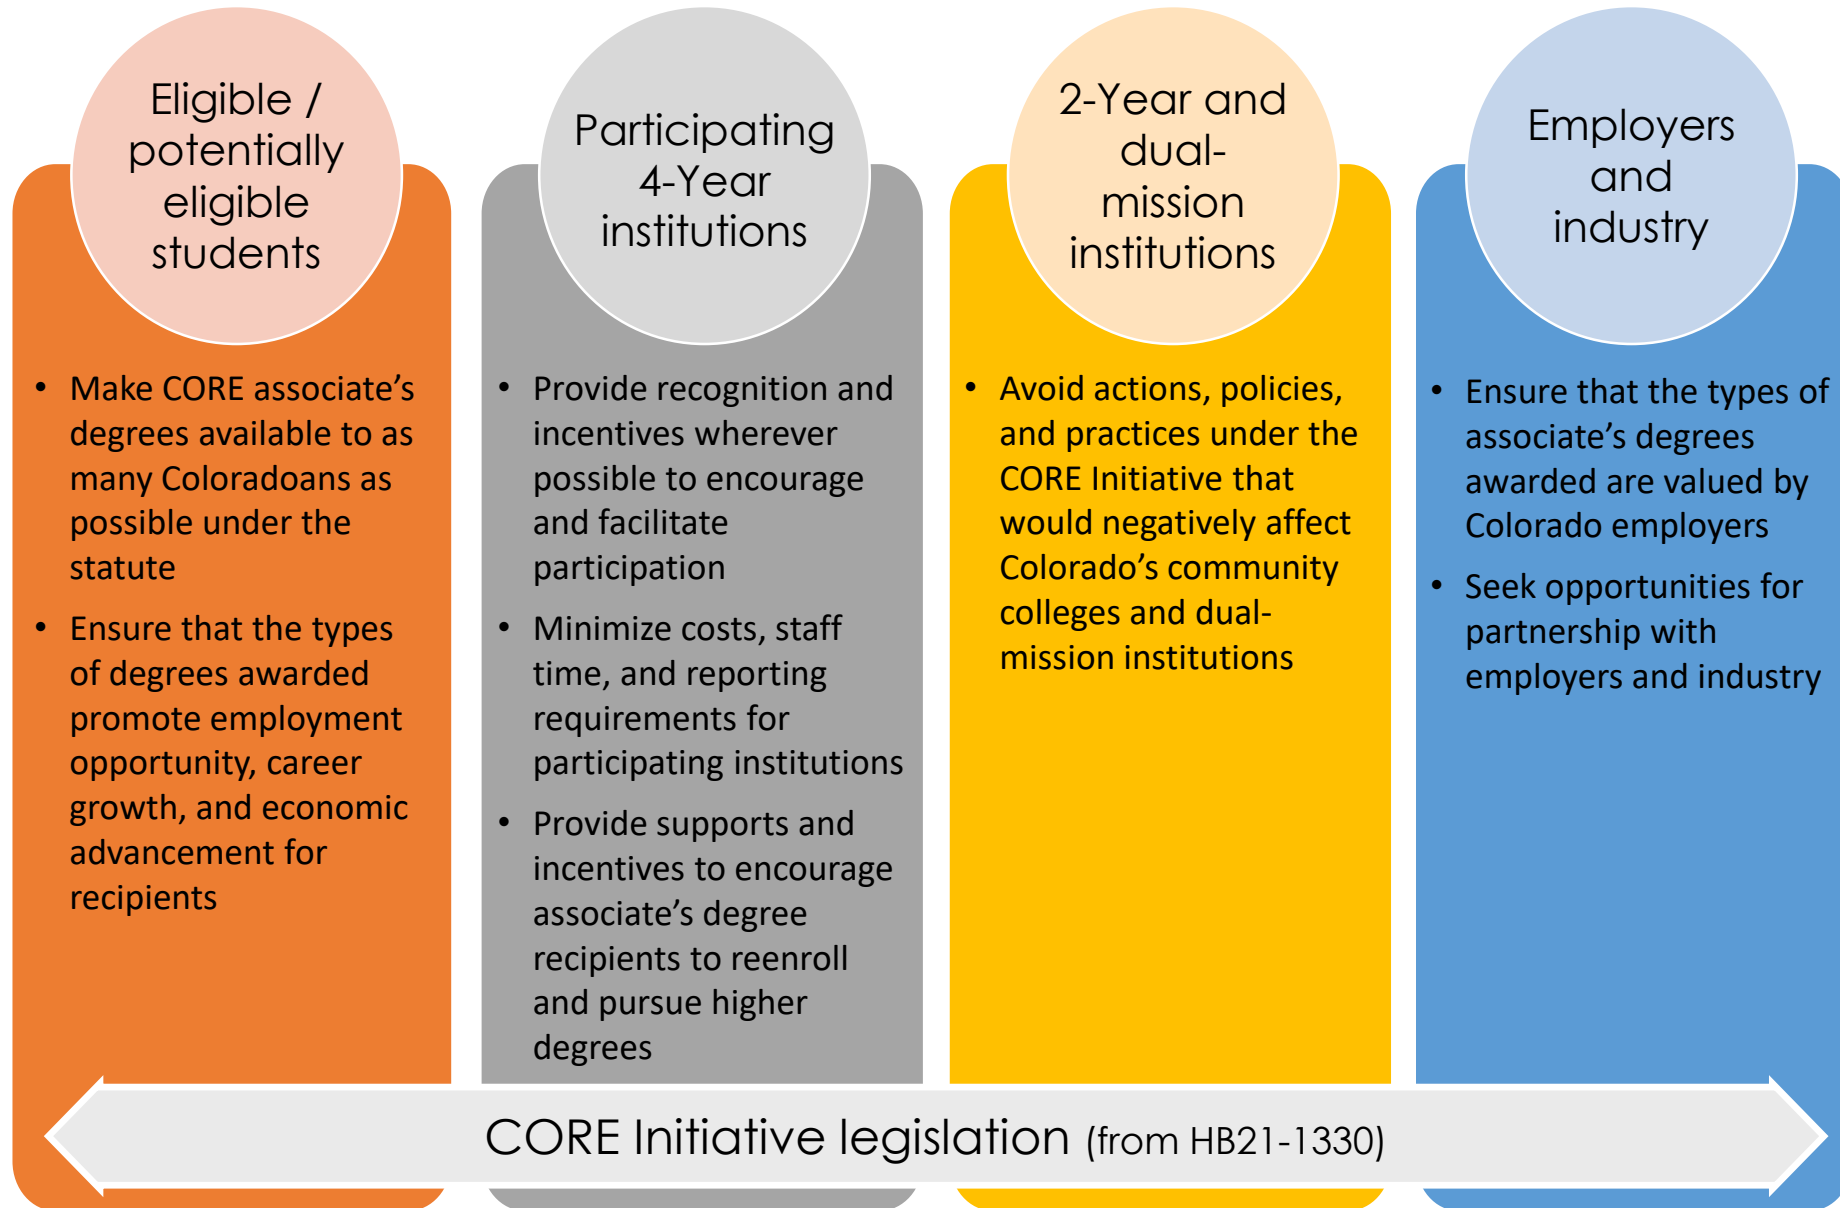 Eligible /
potentially
eligible
students
• Make CORE associate’s
degrees available to as
many Coloradoans as
possible under the
statute
• Ensure that the types
of degrees awarded
promote employment
opportunity, career
growth, and economic
advancement for
recipients
Participating
4-Year
institutions
• Provide recognition and
incentives wherever
possible to encourage
and facilitate
participation
• Minimize costs, staff
time, and reporting
requirements for
participating institutions
• Provide supports and
incentives to encourage
associate’s degree
recipients to reenroll
and pursue higher
degrees
2-Year and
dual-
mission
institutions
• Avoid actions, policies,
and practices under the
CORE Initiative that
would negatively affect
Colorado’s community
colleges and dual-
mission institutions
Employers
and
industry
• Ensure that the types of
associate’s degrees
awarded are valued by
Colorado employers
• Seek opportunities for
partnership with
employers and industry
CORE Initiative legislation (from HB21-1330)